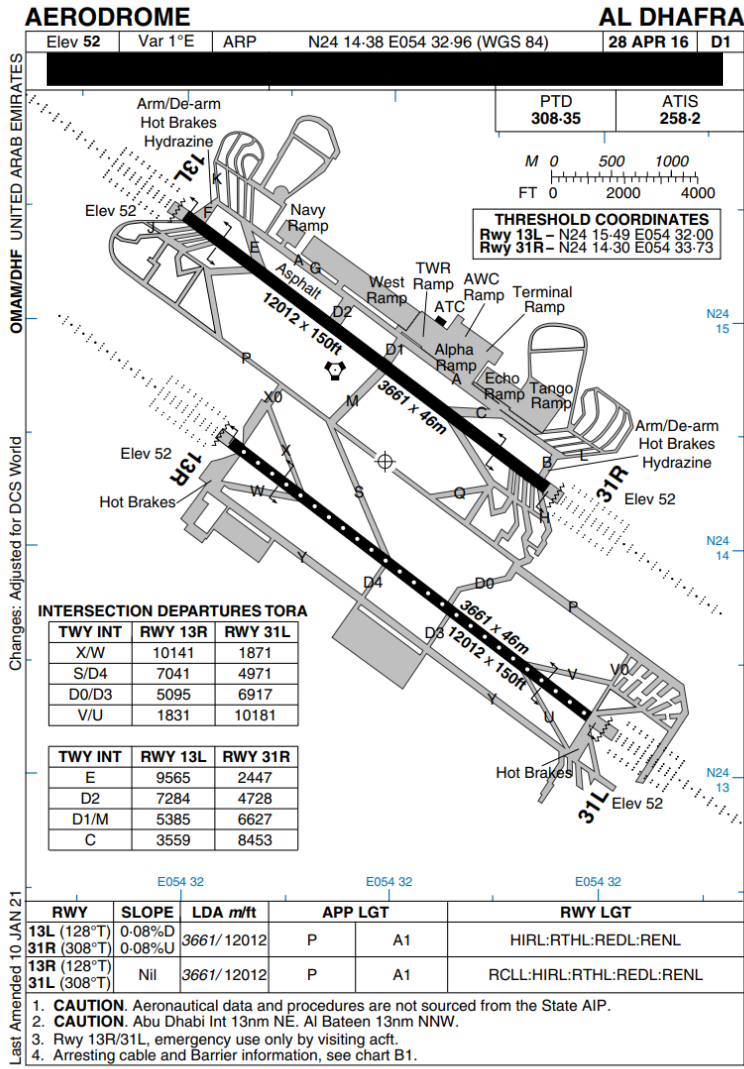 AERODROME AL DHAFRA
Elev 52 Var 1°E ARP N24 14·38 E054 32·96 (WGS 84) 28 APR 16 D1
PTD
308·35
ATIS
258·2
M 0 500 1000
FT 0 2000 4000
THRESHOLD COORDINATES
Rwy 13L – N24 15·49 E054 32·00
Rwy 31R – N24 14·30 E054 33·73
OMAM/DHF UNITED ARAB EMIRATES
Changes: Adjusted for DCS World
Last Amended 10 JAN 21
Arm/De-arm
Hot Brakes
Hydrazine
13L
K
Elev 52
F
J
E
Navy
Ramp
A
G
Asphalt
12012 x 150ft
West
Ramp
TWR
Ramp
AWC
Ramp
ATC
Terminal
Ramp
D2
D1
Alpha
Ramp
A
Echo
Ramp
Tango
Ramp
3661 x 46m
C
P
M
X0
N24
15
Arm/De-arm
Hot Brakes
Hydrazine
B
L
31R
Elev 52
H
Elev 52
13R
X
W
Hot Brakes
S
Q
Y
N24
14
D4
D0
P
3661 x 46m
12012 x 150ft
D3
V
V0
Y
U
Hot Brakes
31L
Elev 52
N24
13
INTERSECTION DEPARTURES TORA
TWY INT RWY 13R RWY 31L
X/W 10141 1871
S/D4 7041 4971
D0/D3 5095 6917
V/U 1831 10181
TWY INT RWY 13L RWY 31R
E 9565 2447
D2 7284 4728
D1/M 5385 6627
C 3559 8453
E054 32 E054 32 E054 32
RWY SLOPE LDA m/ft APP LGT RWY LGT
13L (128°T) 0·08%D
31R (308°T) 0·08%U
3661/ 12012 P A1 HIRL:RTHL:REDL:RENL
13R (128°T)
31L (308°T)
Nil 3661/ 12012 P A1 RCLL:HIRL:RTHL:REDL:RENL
1. CAUTION. Aeronautical data and procedures are not sourced from the State AIP.
2. CAUTION. Abu Dhabi Int 13nm NE. Al Bateen 13nm NNW.
3. Rwy 13R/31L, emergency use only by visiting acft.
4. Arresting cable and Barrier information, see chart B1.